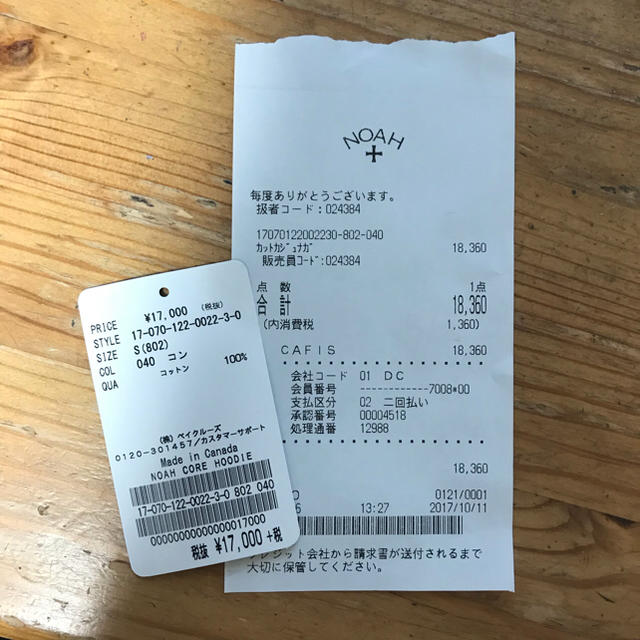 NOAH
毎度ありがとうございます。
扱者コード:024384
17070122002230-802-040
ｶｯﾄｶｼﾞｭﾅｶﾞ 18,360
販売員ｺｰﾄﾞ:024384
点 数 1点
合 計 18,360
(内消費税 1,360)
CAFIS 18,360
会社コード 01 DC
会員番号 ------------7008*00
支払区分 02 二回払い
承認番号 00004518
処理通番 12988
18,360
D 0121/0001
6 13:27 2017/10/11
レジット会社から請求書が送付されるまで
大切に保管してください。
PRICE ¥17,000 (税抜)
STYLE 17-070-122-0022-3-0
SIZE S(802)
COL 040 コン
QUA コットン 100%
(株) ベイクルーズ
0120-301457/カスタマーサポート
Made in Canada
NOAH CORE HOODIE
17-070-122-0022-3-0 802 040
0000000000000017000
税抜 ¥17,000 +税